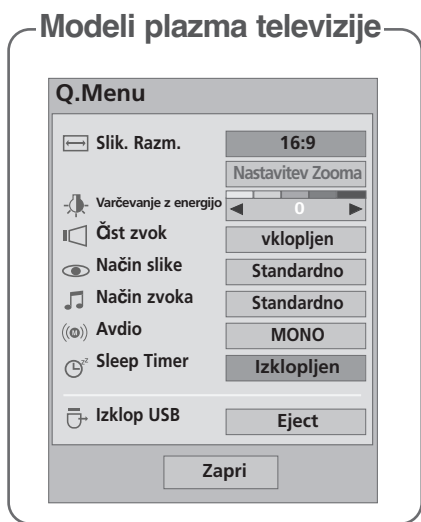 Modeli plazma televizije
Q.Menu
Slik. Razm. 16:9
Nastavitev Zooma
Varčevanje z energijo 0
Čist zvok vklopljen
Način slike Standardno
Način zvoka Standardno
Avdio MONO
Sleep Timer Izklopljen
Izklop USB Eject
Zapri